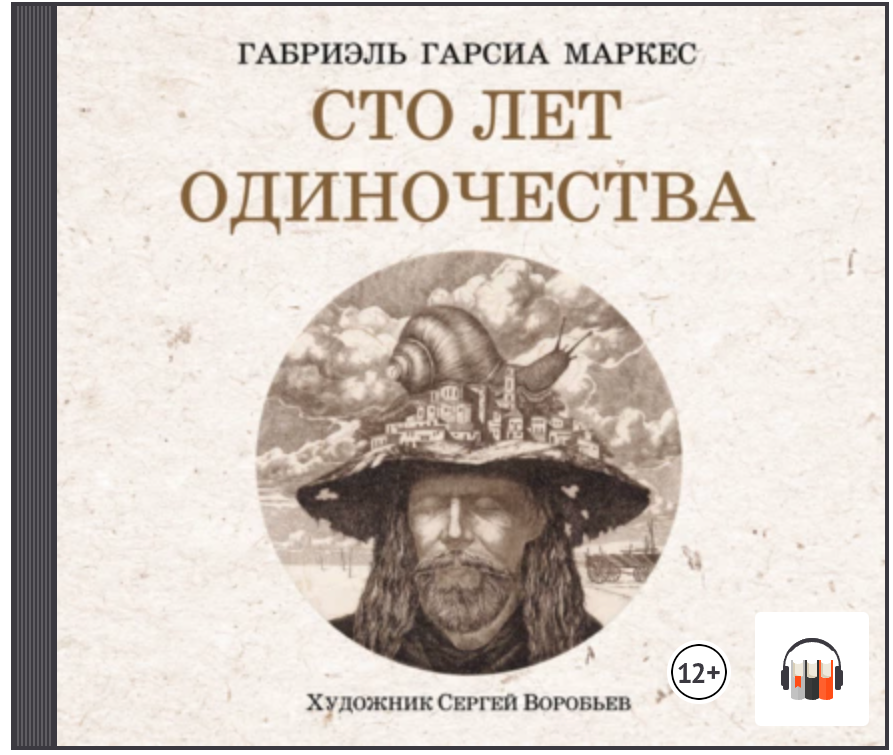 ГАБРИЭЛЬ ГАРСИА МАРКЕС
СТО ЛЕТ
ОДИНОЧЕСТВА
12+
ХУДОЖНИК СЕРГЕЙ ВОРОБЬЕВ